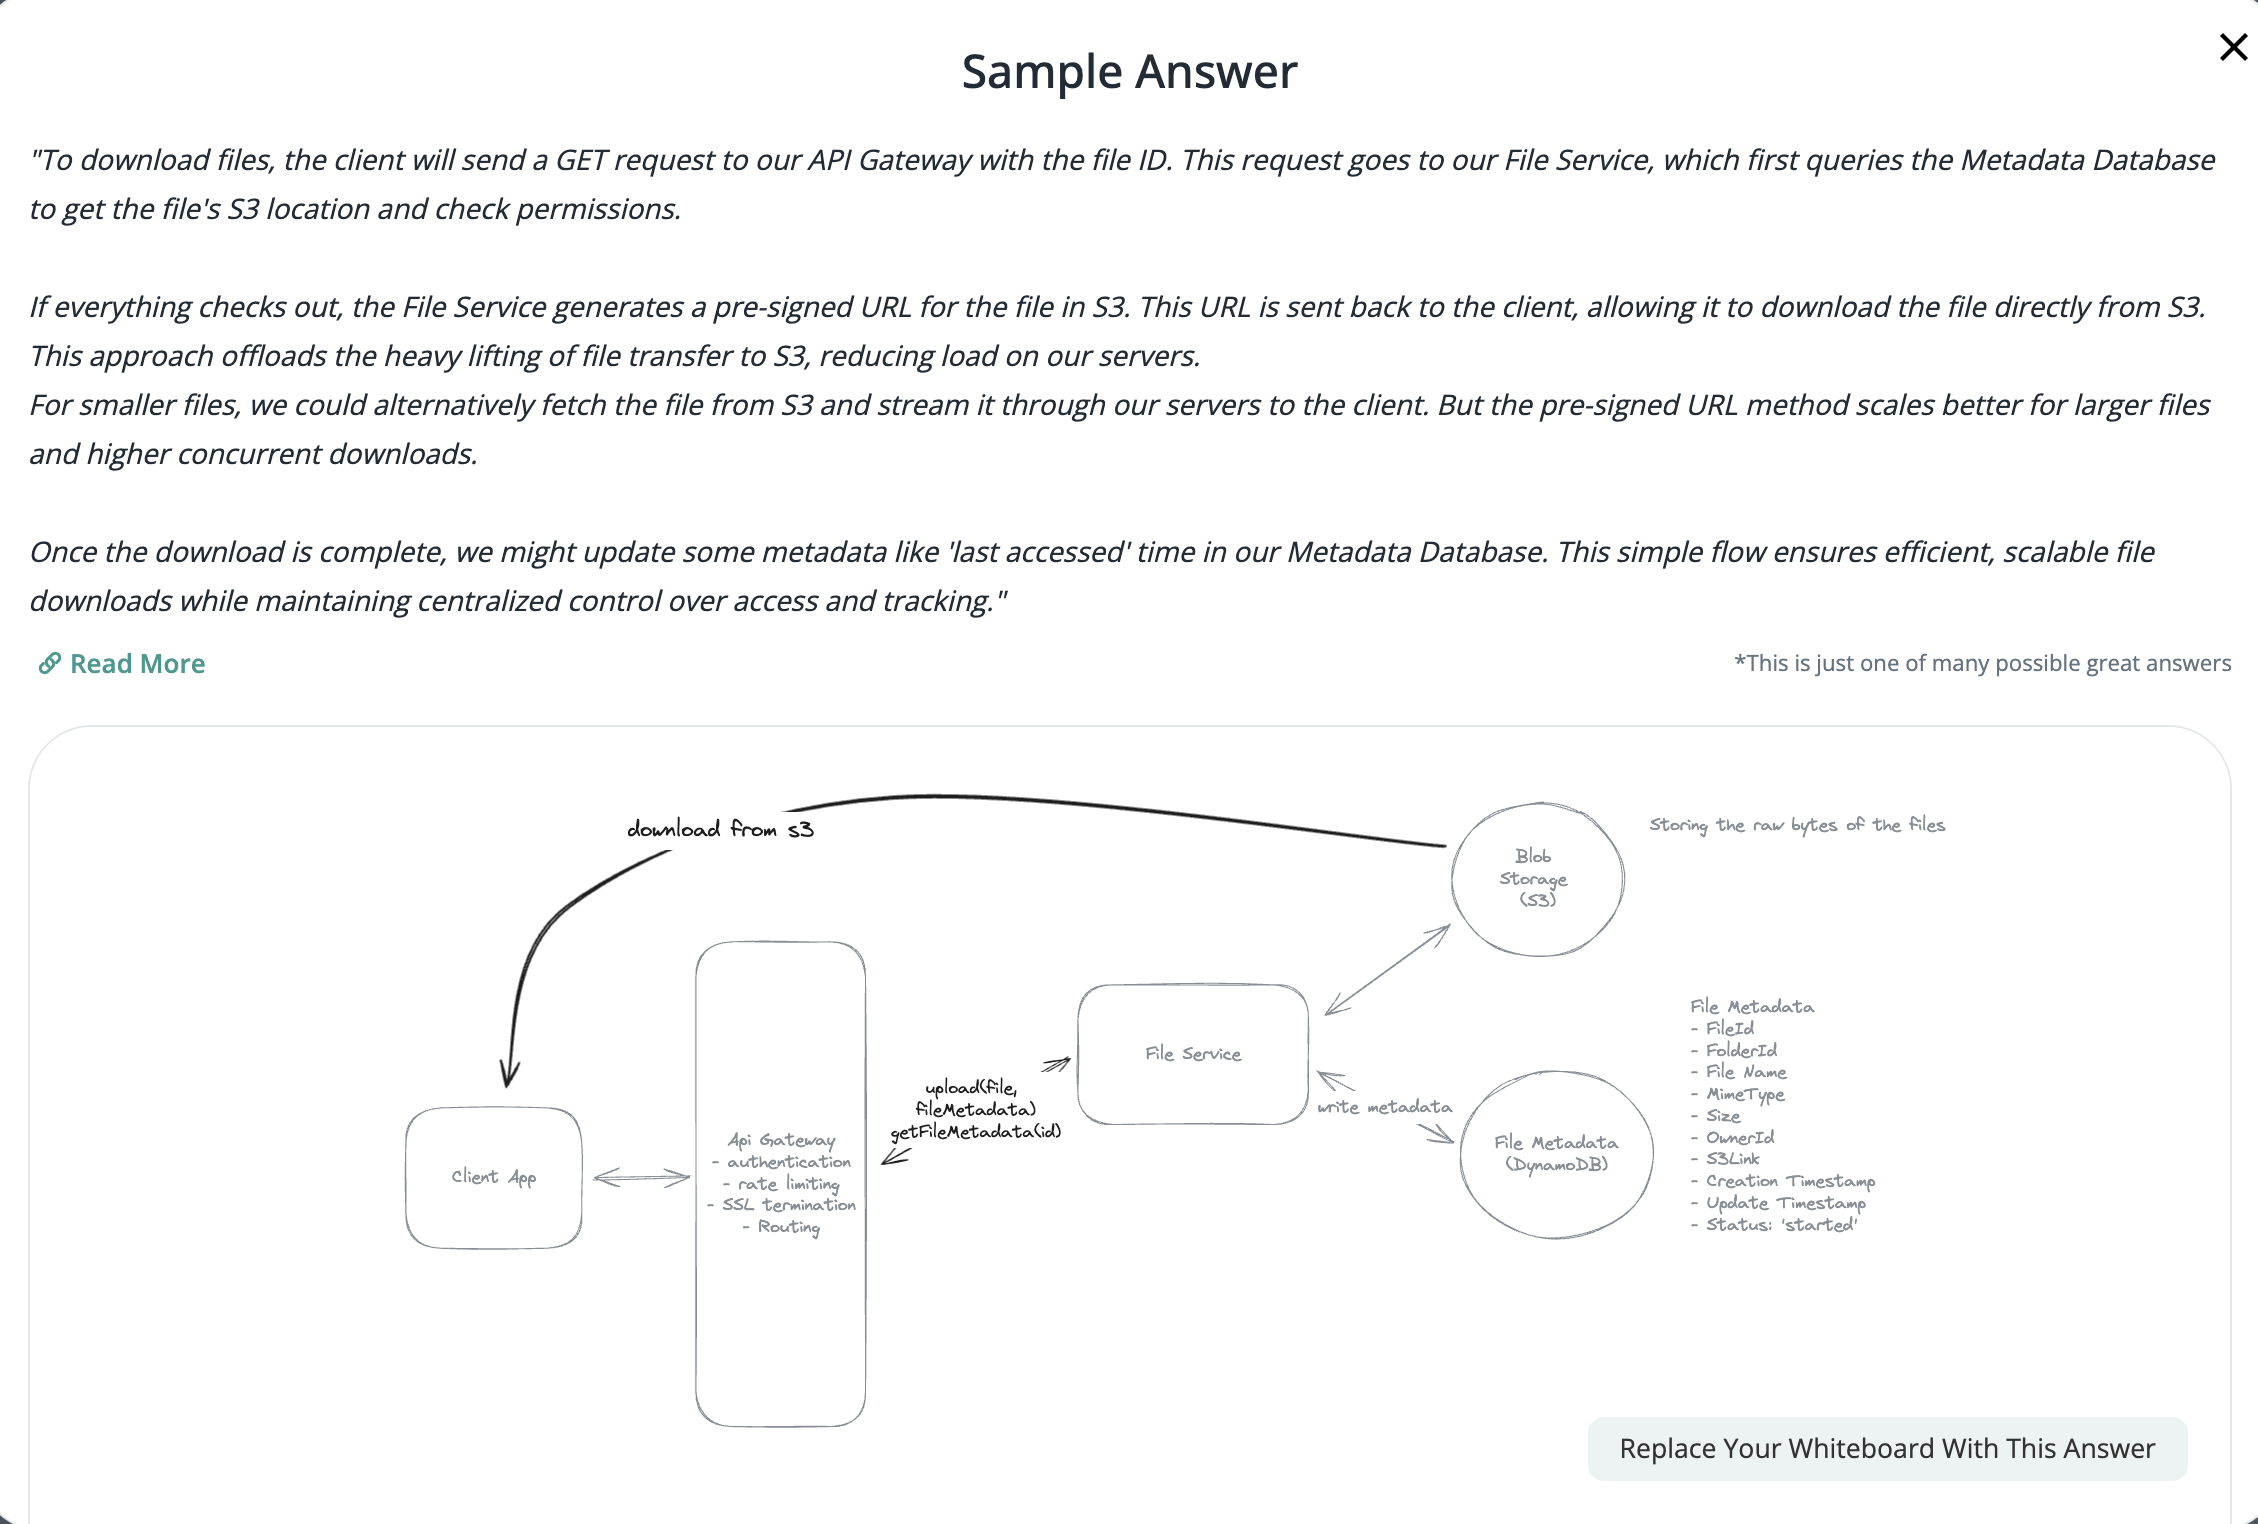 Sample Answer
"To download files, the client will send a GET request to our API Gateway with the file ID. This request goes to our File Service, which first queries the Metadata Database
to get the file's S3 location and check permissions.
If everything checks out, the File Service generates a pre-signed URL for the file in S3. This URL is sent back to the client, allowing it to download the file directly from S3.
This approach offloads the heavy lifting of file transfer to S3, reducing load on our servers.
For smaller files, we could alternatively fetch the file from S3 and stream it through our servers to the client. But the pre-signed URL method scales better for larger files
and higher concurrent downloads.
Once the download is complete, we might update some metadata like 'last accessed' time in our Metadata Database. This simple flow ensures efficient, scalable file
downloads while maintaining centralized control over access and tracking."
Read More
*This is just one of many possible great answers
download from s3
Blob
Storage
(S3)
Storing the raw bytes of the files
Client App
Api Gateway
- authentication
- rate limiting
- SSL termination
- Routing
upload(file,
fileMetadata)
getFileMetadata(id)
File Service
write metadata
File Metadata
(DynamoDB)
File Metadata
- FileId
- FolderId
- File Name
- MimeType
- Size
- OwnerId
- S3Link
- Creation Timestamp
- Update Timestamp
- Status: 'started'
Replace Your Whiteboard With This Answer